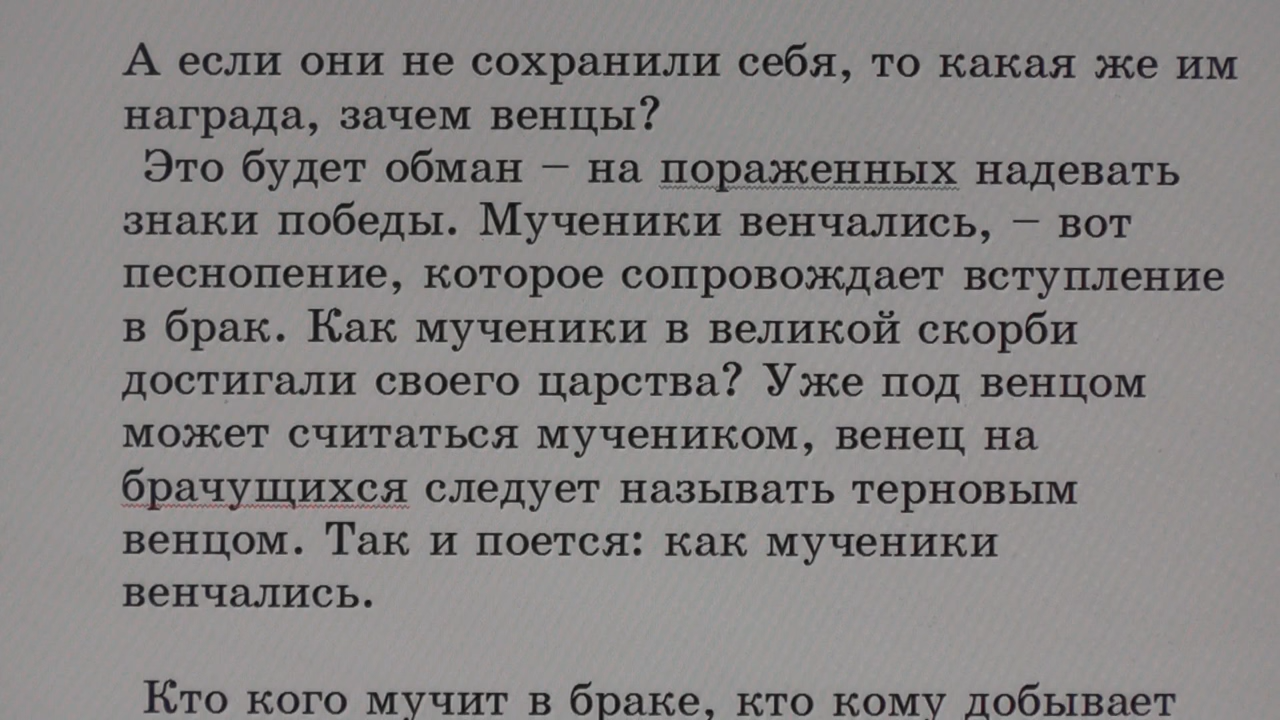 А если они не сохранили себя, то какая же им
награда, зачем венцы?
Это будет обман – на пораженных надевать
знаки победы. Мученики венчались, – вот
песнопение, которое сопровождает вступление
в брак. Как мученики в великой скорби
достигали своего царства? Уже под венцом
может считаться мучеником, венец на
брачущихся следует называть терновым
венцом. Так и поется: как мученики
венчались.
Кто кого мучит в браке, кто кому добывает